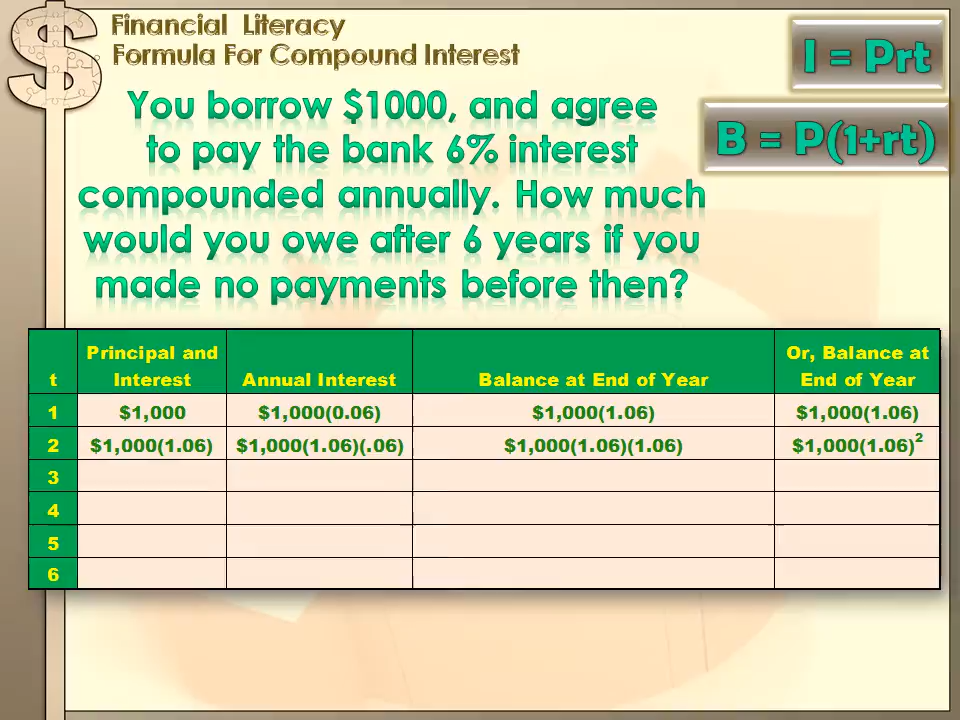 Financial Literacy
Formula For Compound Interest
I = Prt
B = P(1+rt)
You borrow $1000, and agree
to pay the bank 6% interest
compounded annually. How much
would you owe after 6 years if you
made no payments before then?
t Principal and Interest Annual Interest Balance at End of Year Or, Balance at End of Year
1 $1,000 $1,000(0.06) $1,000(1.06) $1,000(1.06)
2 $1,000(1.06) $1,000(1.06)(.06) $1,000(1.06)(1.06) $1,000(1.06)²
3
4
5
6